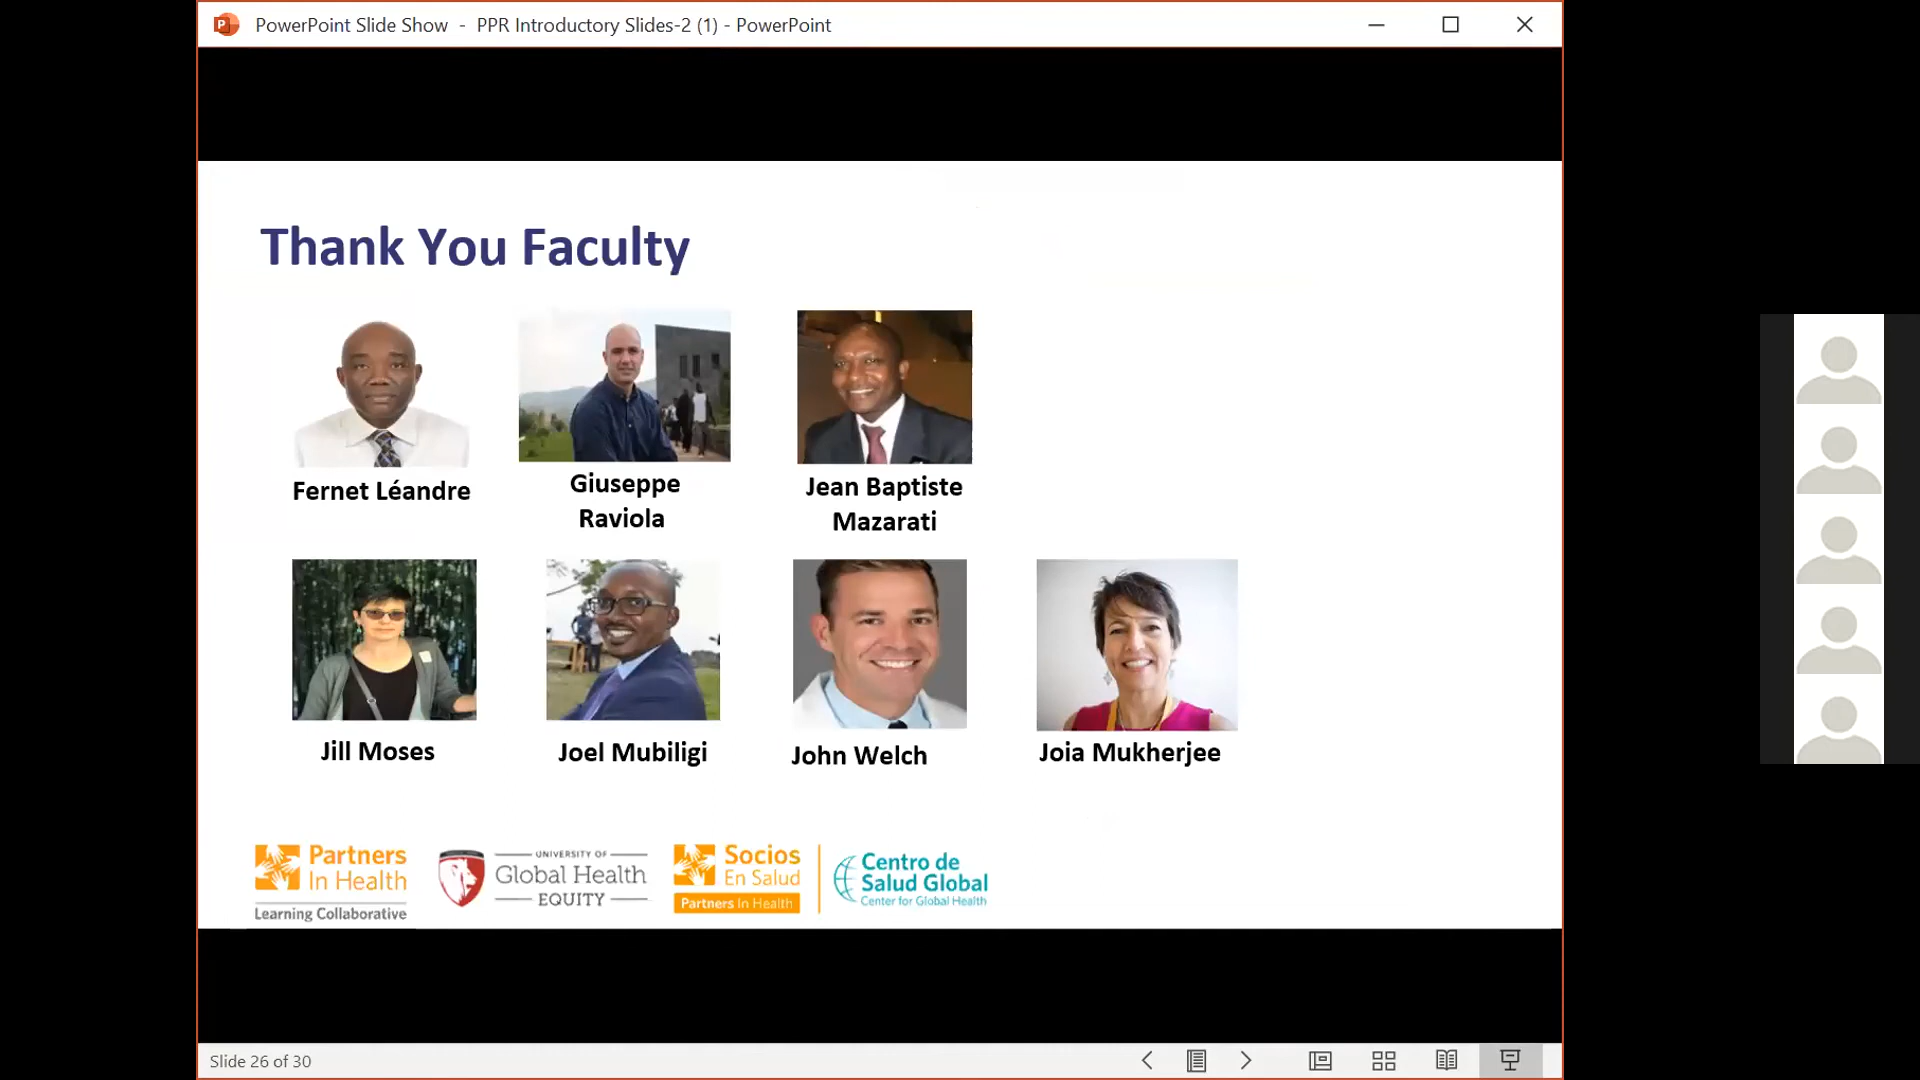 PowerPoint Slide Show - PPR Introductory Slides-2 (1) - PowerPoint
Thank You Faculty
Fernet Léandre
Giuseppe
Raviola
Jean Baptiste
Mazarati
Jill Moses
Joel Mubiligi
John Welch
Joia Mukherjee
Partners
In Health
Learning Collaborative
UNIVERSITY OF
Global Health
EQUITY
Socios
En Salud
Partners In Health
Centro de
Salud Global
Center for Global Health
Slide 26 of 30